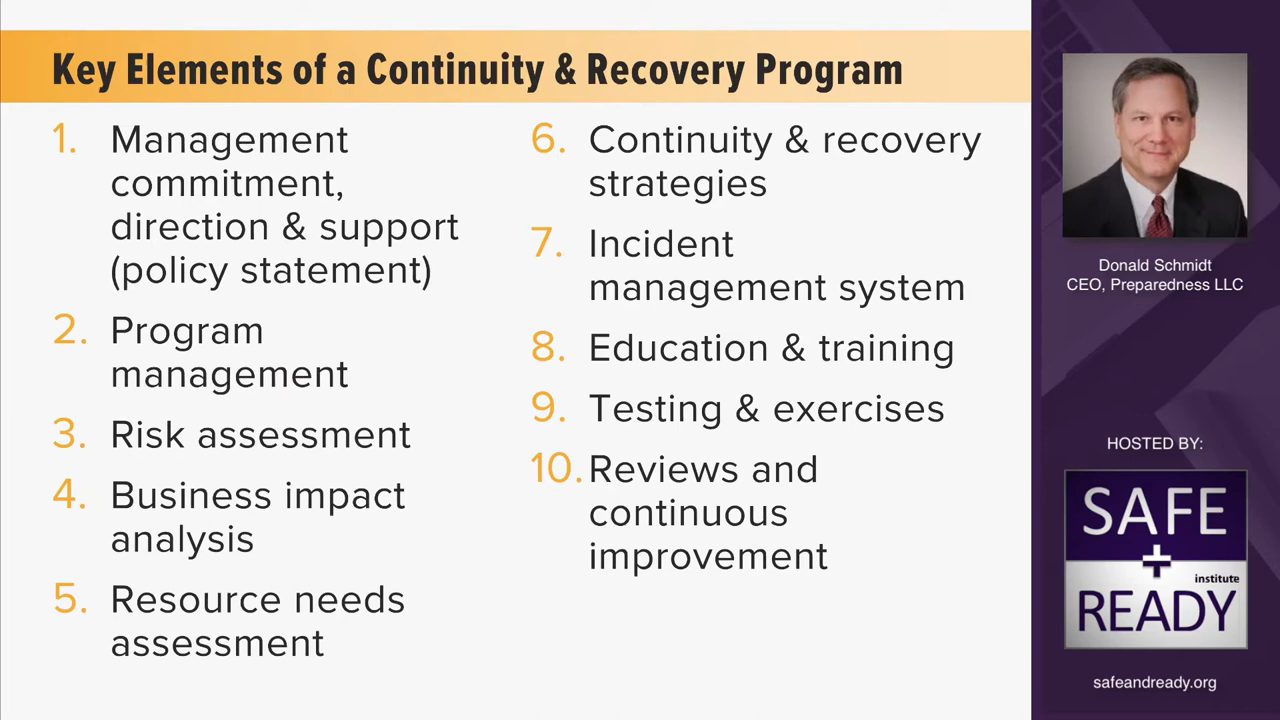 Key Elements of a Continuity & Recovery Program
1. Management
commitment,
direction & support
(policy statement)
2. Program
management
3. Risk assessment
4. Business impact
analysis
5. Resource needs
assessment
6. Continuity & recovery
strategies
7. Incident
management system
8. Education & training
9. Testing & exercises
10. Reviews and
continuous
improvement
Donald Schmidt
CEO, Preparedness LLC
HOSTED BY:
SAFE
+
institute
READY
safeandready.org